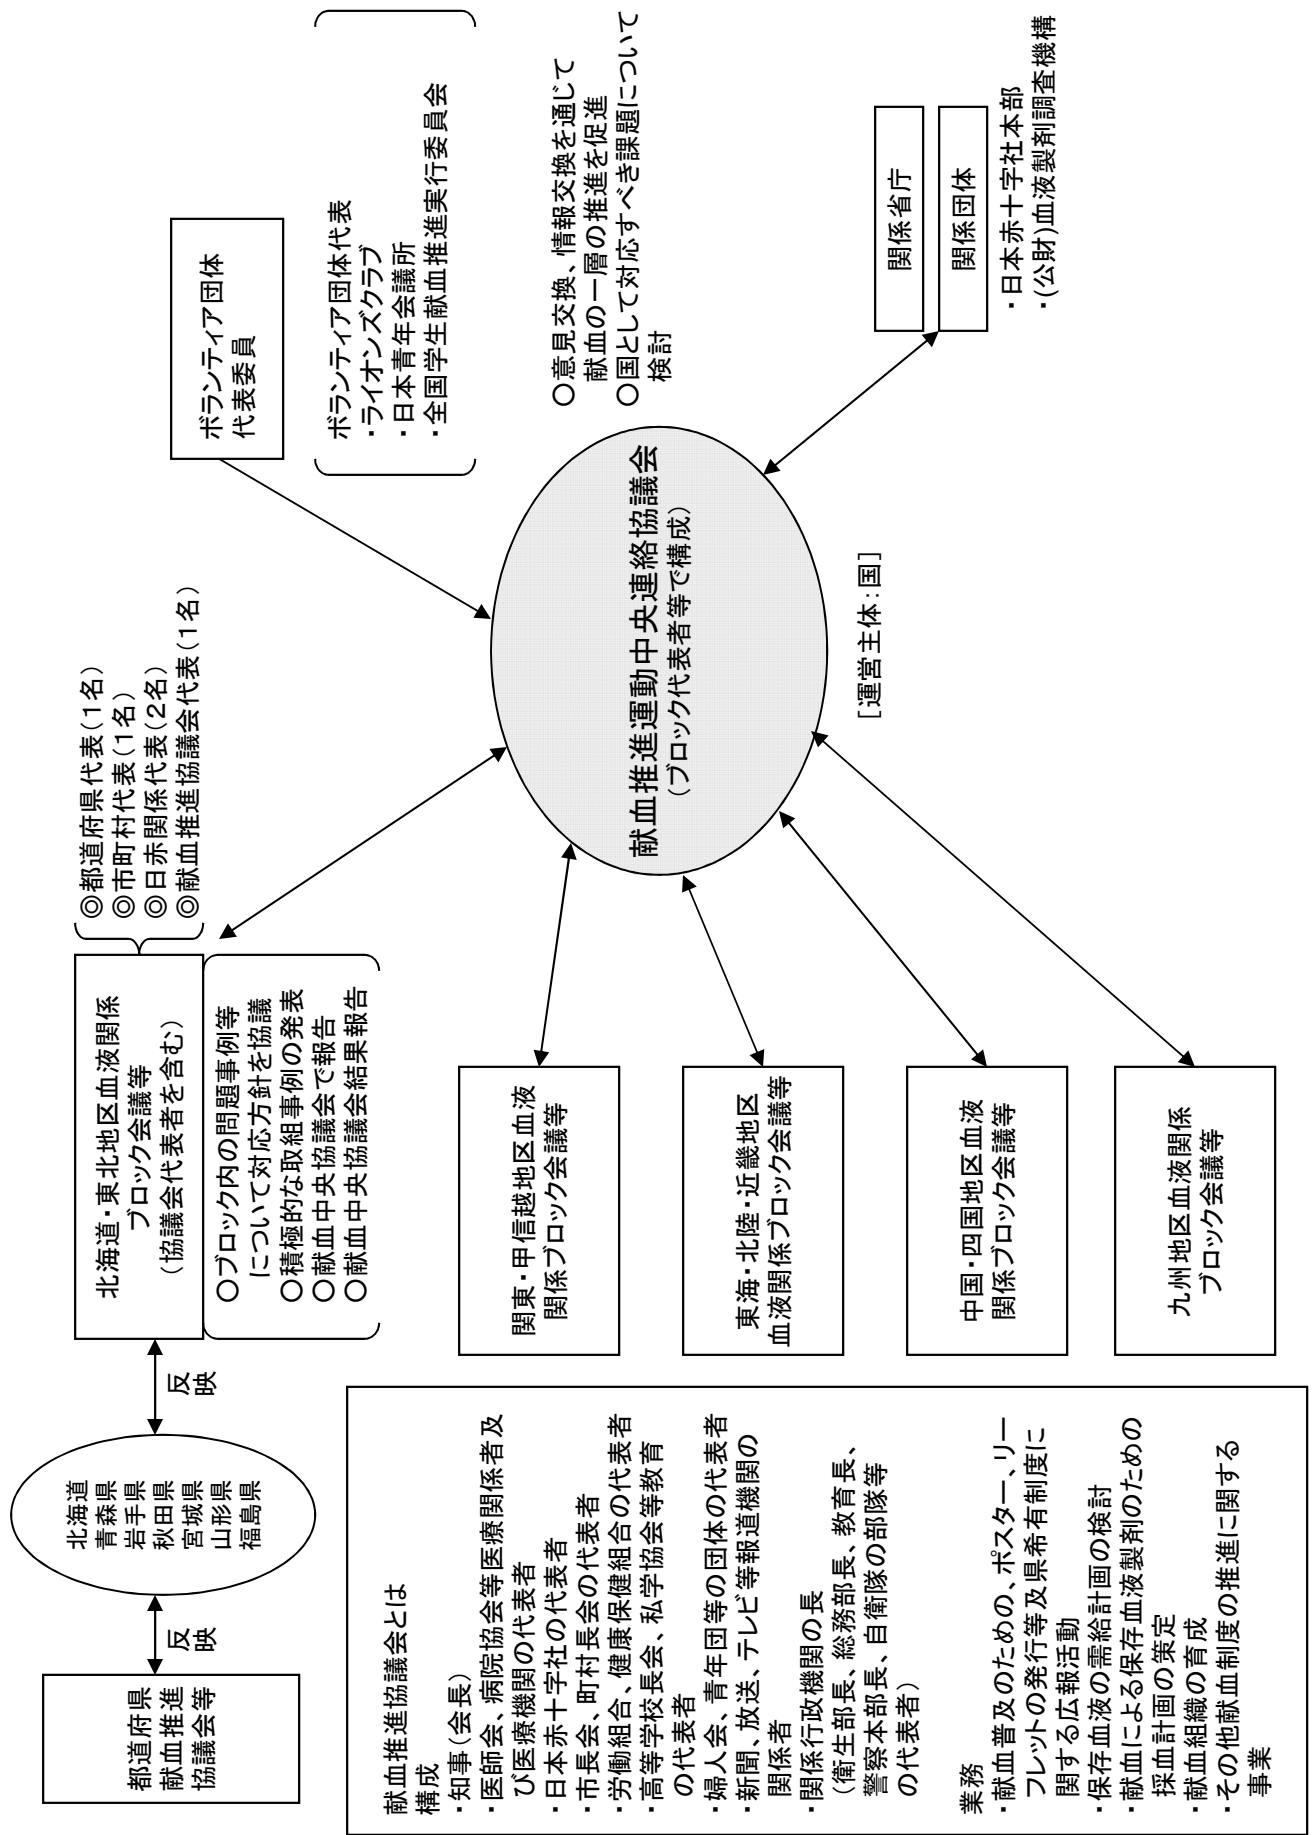 都道府県
献血推進
協議会等
反
映
北海道
青森県
岩手県
秋田県
宮城県
山形県
福島県
反
映
北海道・東北地区血液関係
ブロック会議等
（協議会代表者を含む）
◎都道府県代表（１名）
◎市町村代表（１名）
◎日赤関係代表（２名）
◎献血推進協議会代表（１名）
○ブロック内の問題事例等
について対応方針を協議
○積極的な取組事例の発表
○献血中央協議会で報告
○献血中央協議会結果報告
ボランティア団体
代表委員
ボランティア団体代表
・ライオンズクラブ
・日本青年会議所
・全国学生献血推進実行委員会
○意見交換、情報交換を通じて
献血の一層の推進を促進
○国として対応すべき課題について
検討
献血推進運動中央連絡協議会
（ブロック代表者等で構成）
［運営主体：国］
関係省庁
関係団体
・日本赤十字社本部
・(公財)血液製剤調査機構
関東・甲信越地区血液
関係ブロック会議等
東海・北陸・近畿地区
血液関係ブロック会議等
中国・四国地区血液
関係ブロック会議等
九州地区血液関係
ブロック会議等
献血推進協議会とは
構成
・知事（会長）
・医師会、病院協会等医療関係者及
び医療機関の代表者
・日本赤十字社の代表者
・市長会、町村長会の代表者
・労働組合、健康保健組合の代表者
・高等学校長会、私学協会等教育
の代表者
・婦人会、青年団等の団体の代表者
・新聞、放送、テレビ等報道機関の
関係者
・関係行政機関の長
（衛生部長、総務部長、教育長、
警察本部長、自衛隊の部隊等
の代表者）
業務
・献血普及のための、ポスター、リー
フレットの発行等及県希有制度に
関する広報活動
・保存血液の需給計画の検討
・献血による保存血液製剤のための
採血計画の策定
・献血組織の育成
・その他献血制度の推進に関する
事業